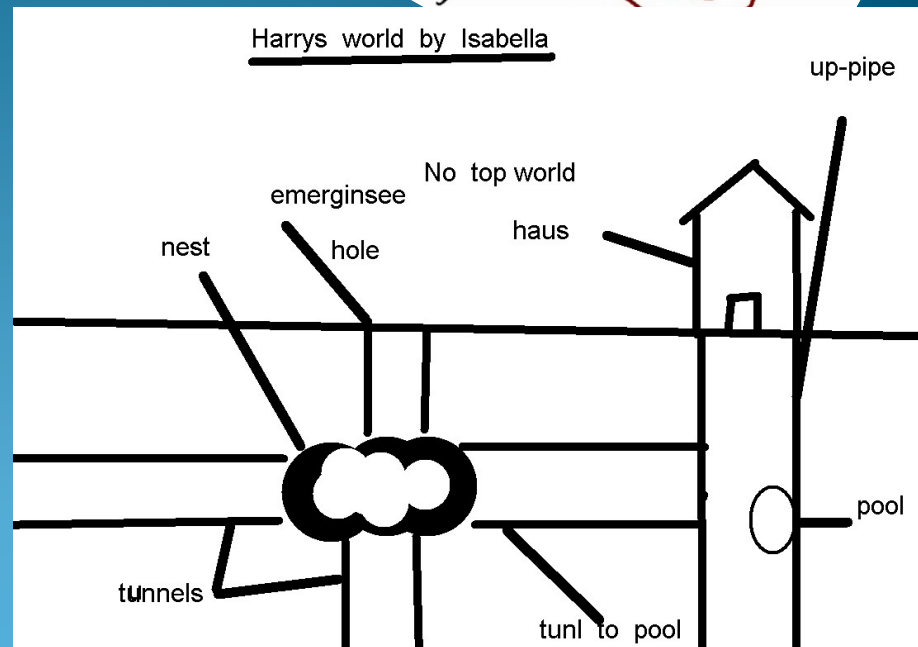 Harrys world by Isabella
up-pipe
No top world
emerginsee
hole
haus
nest
pool
tunnels
tunl to pool